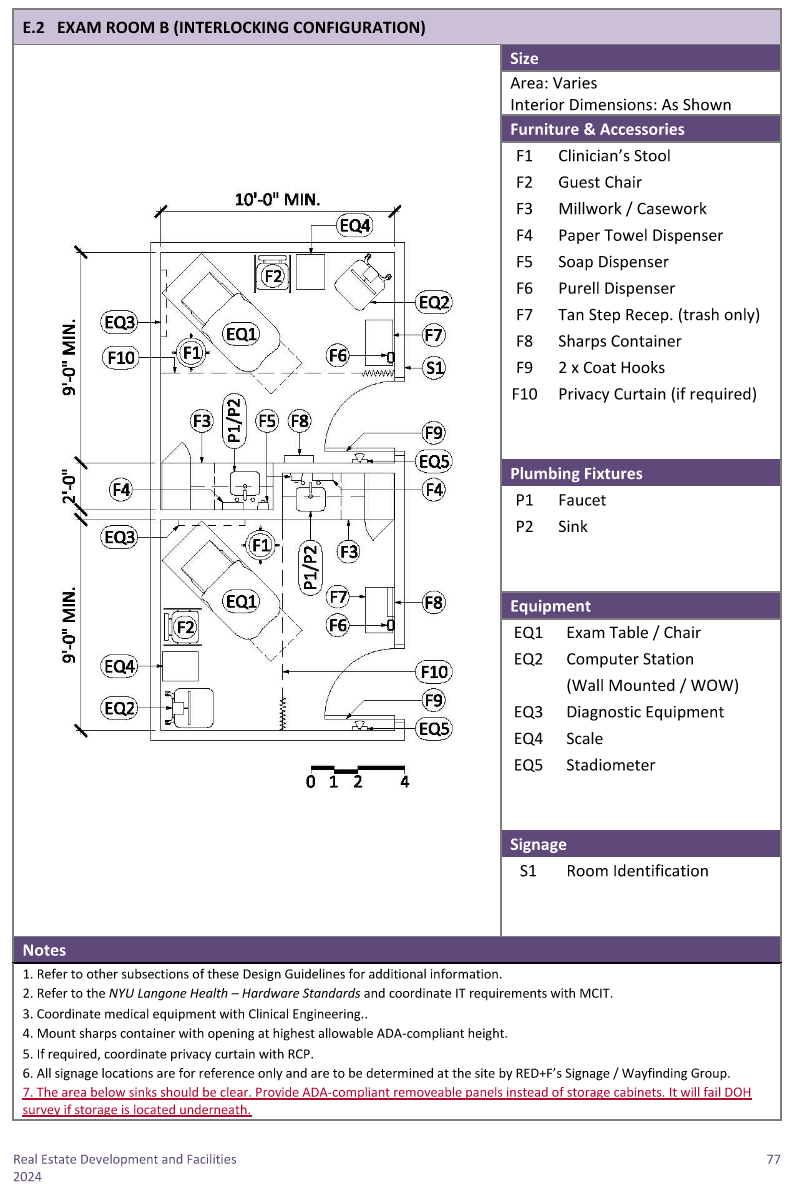 E.2 EXAM ROOM B (INTERLOCKING CONFIGURATION)
10'-0" MIN.
EQ4
F2
EQ2
EQ3
EQ1
F7
F1
F6
F10
S1
9'-0" MIN.
F3
P1/P2
F5
F8
F9
EQ5
2'-0"
F4
F4
EQ3
F1
P1/P2
F3
EQ1
F7
F8
F2
F6
9'-0" MIN.
EQ4
F10
F9
EQ2
EQ5
0 1 2 4
Size
Area: Varies
Interior Dimensions: As Shown
Furniture & Accessories
F1 Clinician’s Stool
F2 Guest Chair
F3 Millwork / Casework
F4 Paper Towel Dispenser
F5 Soap Dispenser
F6 Purell Dispenser
F7 Tan Step Recep. (trash only)
F8 Sharps Container
F9 2 x Coat Hooks
F10 Privacy Curtain (if required)
Plumbing Fixtures
P1 Faucet
P2 Sink
Equipment
EQ1 Exam Table / Chair
EQ2 Computer Station
(Wall Mounted / WOW)
EQ3 Diagnostic Equipment
EQ4 Scale
EQ5 Stadiometer
Signage
S1 Room Identification
Notes
1. Refer to other subsections of these Design Guidelines for additional information.
2. Refer to the NYU Langone Health – Hardware Standards and coordinate IT requirements with MCIT.
3. Coordinate medical equipment with Clinical Engineering..
4. Mount sharps container with opening at highest allowable ADA-compliant height.
5. If required, coordinate privacy curtain with RCP.
6. All signage locations are for reference only and are to be determined at the site by RED+F’s Signage / Wayfinding Group.
7. The area below sinks should be clear. Provide ADA-compliant removeable panels instead of storage cabinets. It will fail DOH
survey if storage is located underneath.
Real Estate Development and Facilities 77
2024